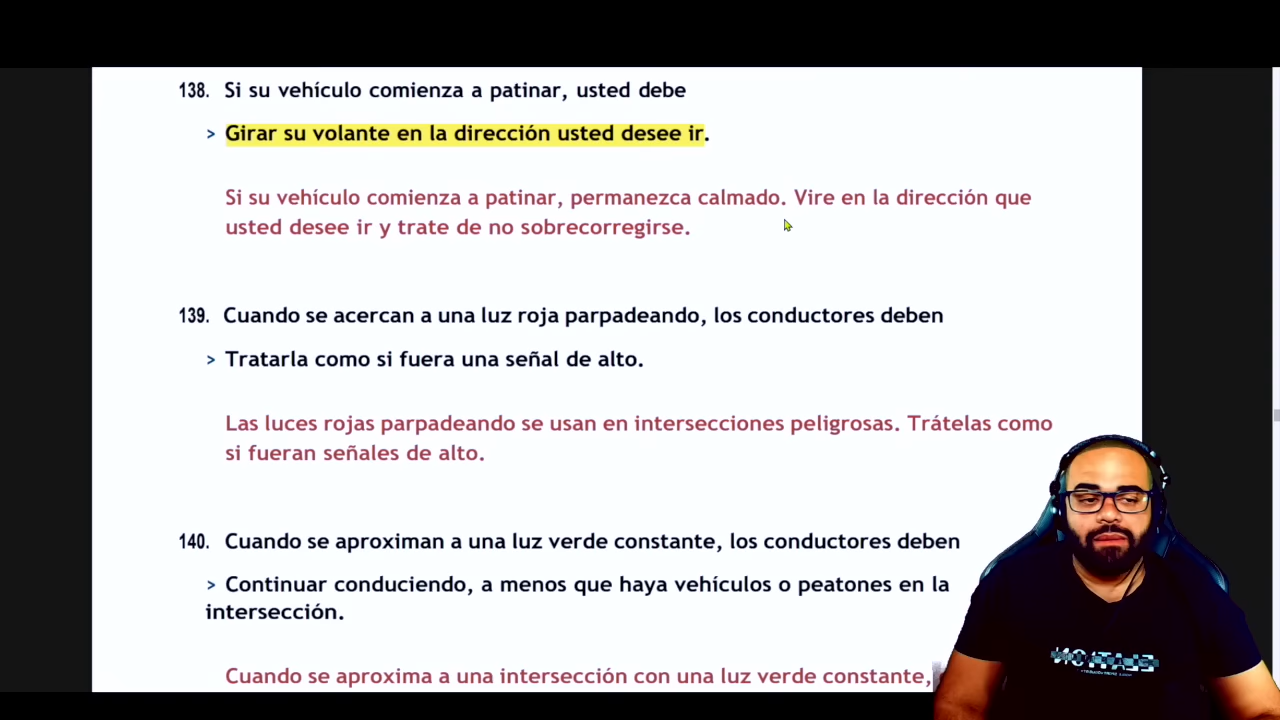 138. Si su vehículo comienza a patinar, usted debe
> Girar su volante en la dirección usted desee ir.
Si su vehículo comienza a patinar, permanezca calmado. Vire en la dirección que
usted desee ir y trate de no sobrecorregirse.
139. Cuando se acercan a una luz roja parpadeando, los conductores deben
> Tratarla como si fuera una señal de alto.
Las luces rojas parpadeando se usan en intersecciones peligrosas. Trátelas como
si fueran señales de alto.
140. Cuando se aproximan a una luz verde constante, los conductores deben
> Continuar conduciendo, a menos que haya vehículos o peatones en la
intersección.
Cuando se aproxima a una intersección con una luz verde constante,